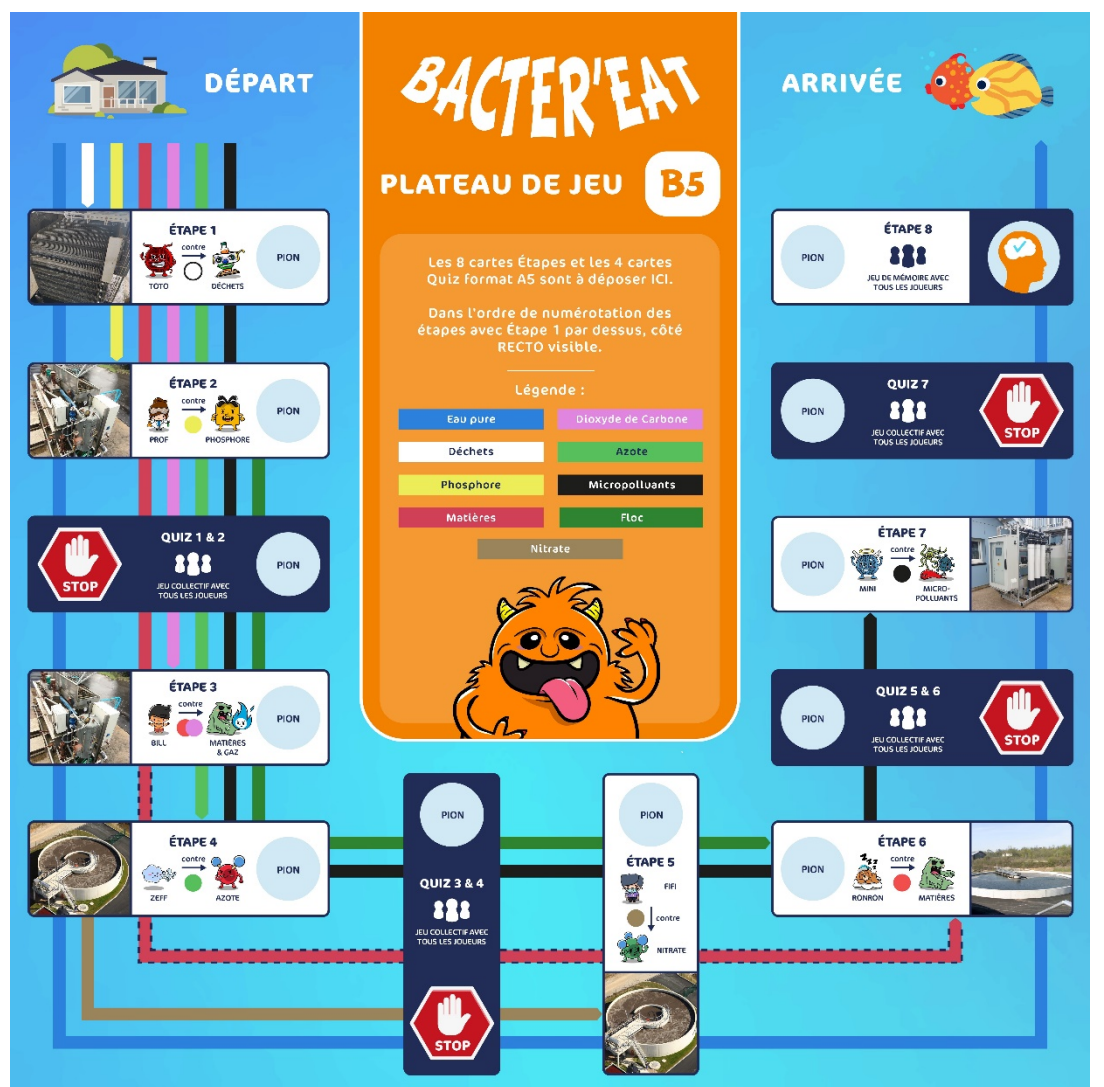 DÉPART
BACTER'EAT
PLATEAU DE JEU B5
Les 8 cartes Étapes et les 4 cartes
Quiz format A5 sont à déposer ICI.
Dans l'ordre de numérotation des
étapes avec Étape 1 par dessus, côté
RECTO visible.
Légende :
Eau pure
Dioxyde de Carbone
Déchets
Azote
Phosphore
Micropolluants
Matières
Floc
Nitrate
ARRIVÉE
ÉTAPE 1
contre
TOTO
DÉCHETS
PION
ÉTAPE 2
contre
PROF
PHOSPHORE
PION
STOP
QUIZ 1 & 2
JEU COLLECTIF AVEC
TOUS LES JOUEURS
PION
ÉTAPE 3
contre
BILL
MATIÈRES
& GAZ
PION
ÉTAPE 4
contre
ZEFF
AZOTE
PION
PION
QUIZ 3 & 4
JEU COLLECTIF AVEC
TOUS LES JOUEURS
STOP
PION
ÉTAPE 5
FIFI
contre
NITRATE
PION
ÉTAPE 6
contre
RONRON
MATIÈRES
PION
QUIZ 5 & 6
JEU COLLECTIF AVEC
TOUS LES JOUEURS
STOP
PION
ÉTAPE 7
contre
MINI
MICRO-
POLLUANTS
PION
QUIZ 7
JEU COLLECTIF AVEC
TOUS LES JOUEURS
STOP
PION
ÉTAPE 8
JEU DE MÉMOIRE AVEC
TOUS LES JOUEURS